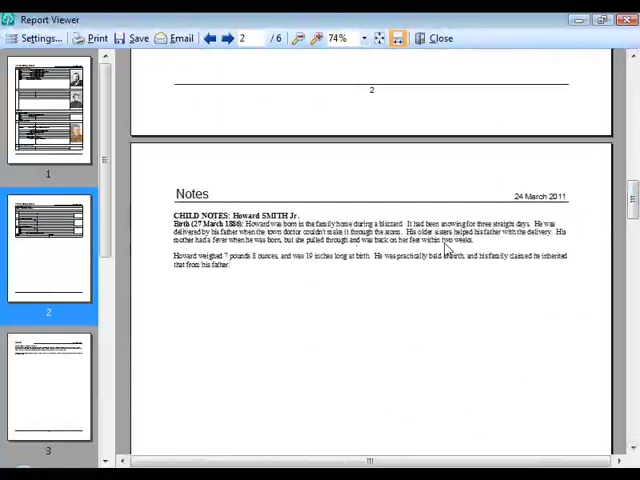 Report Viewer
Settings... Print Save Email 2 / 6 74% Close
1
2
3
2
Notes 24 March 2011
CHILD NOTES: Howard SMITH Jr.
Birth (27 March 1886): Howard was born in the family home during a blizzard. It had been snowing for three straight days. He was
delivered by his father when the town doctor couldn't make it through the storm. His older sisters helped his father with the delivery. His
mother had a fever when he was born, but she pulled through and was back on her feet within two weeks.
Howard weighed 7 pounds 8 ounces, and was 19 inches long at birth. He was practically bald at birth, and his family claimed he inherited
that from his father.